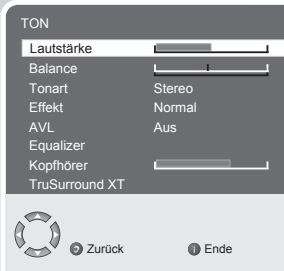 TON
Lautstärke
Balance
Tonart Stereo
Effekt Normal
AVL Aus
Equalizer
Kopfhörer
TruSurround XT
Zurück Ende